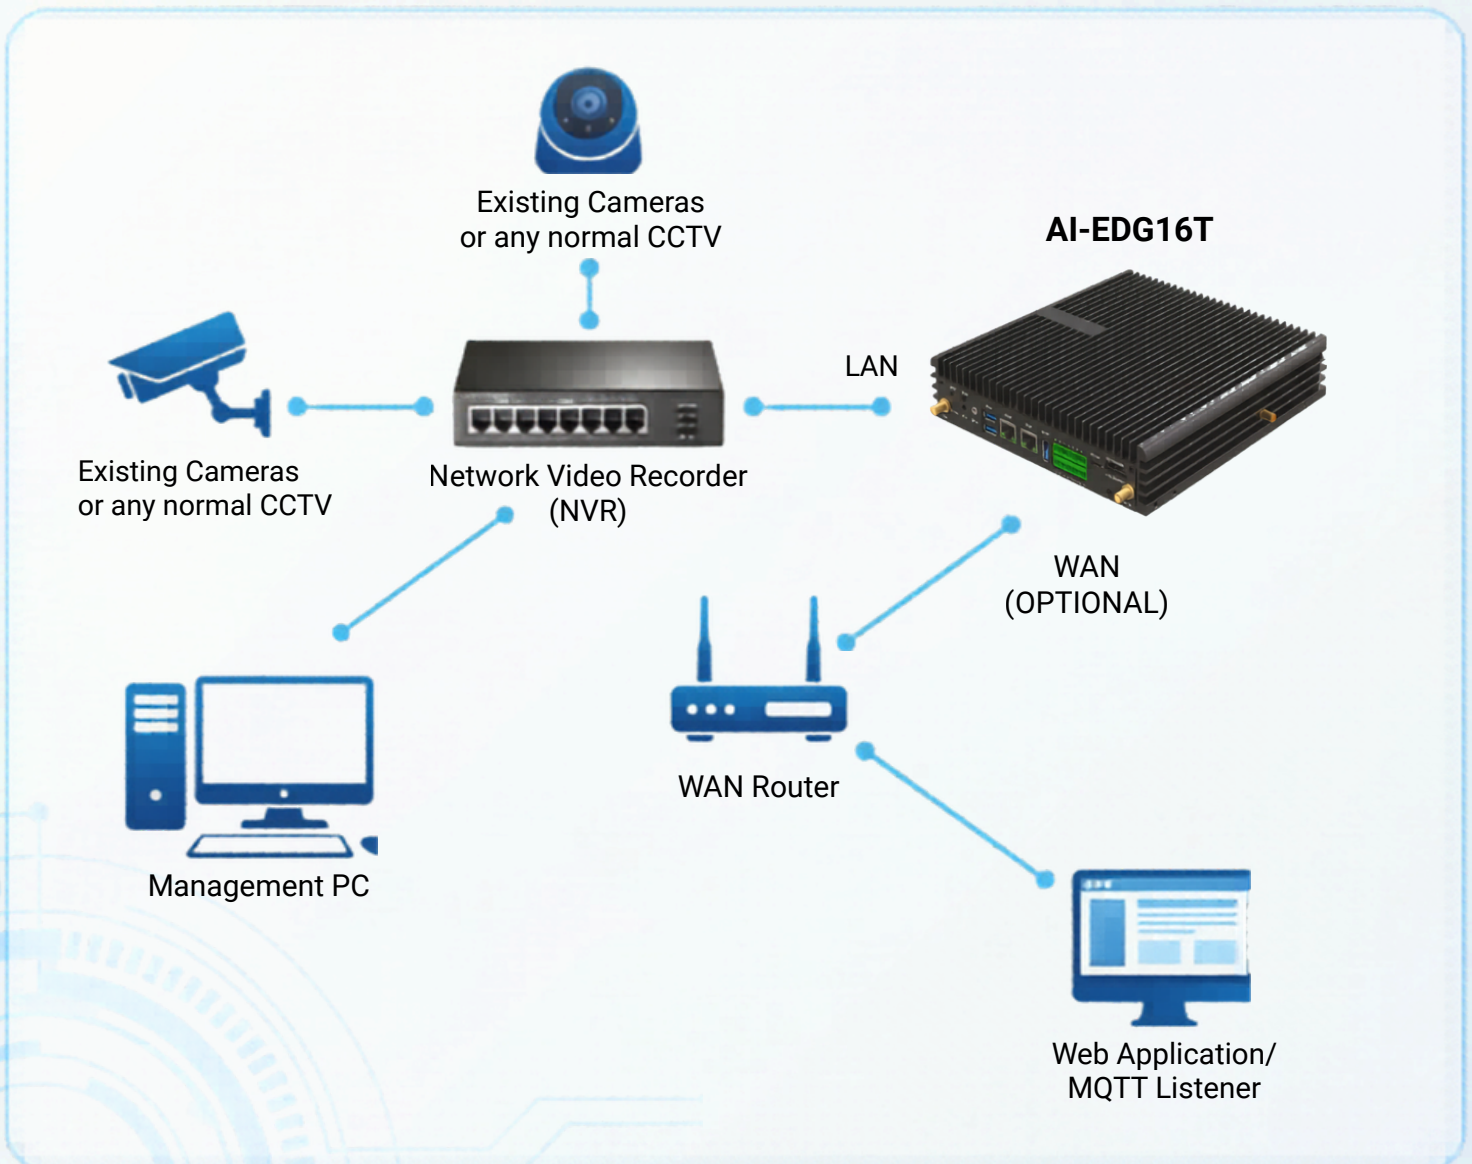 Existing Cameras
or any normal CCTV
AI-EDG16T
LAN
Existing Cameras
or any normal CCTV
Network Video Recorder
(NVR)
WAN
(OPTIONAL)
WAN Router
Management PC
Web Application/
MQTT Listener